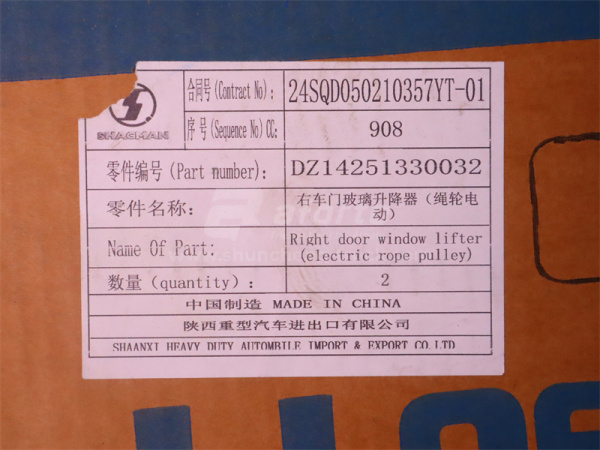 SHACMAN
合同号(Contract No): 24SQD050210357YT-01
序号(Sequence No)CC: 908
零件编号(Part number): DZ14251330032
零件名称: 右车门玻璃升降器（绳轮电
动）
Name Of Part: Right door window lifter
(electric rope pulley)
数量(quantity): 2
中国制造 MADE IN CHINA
陕西重型汽车进出口有限公司
SHAANXI HEAVY DUTY AUTOMBILE IMPORT & EXPORT CO.LTD